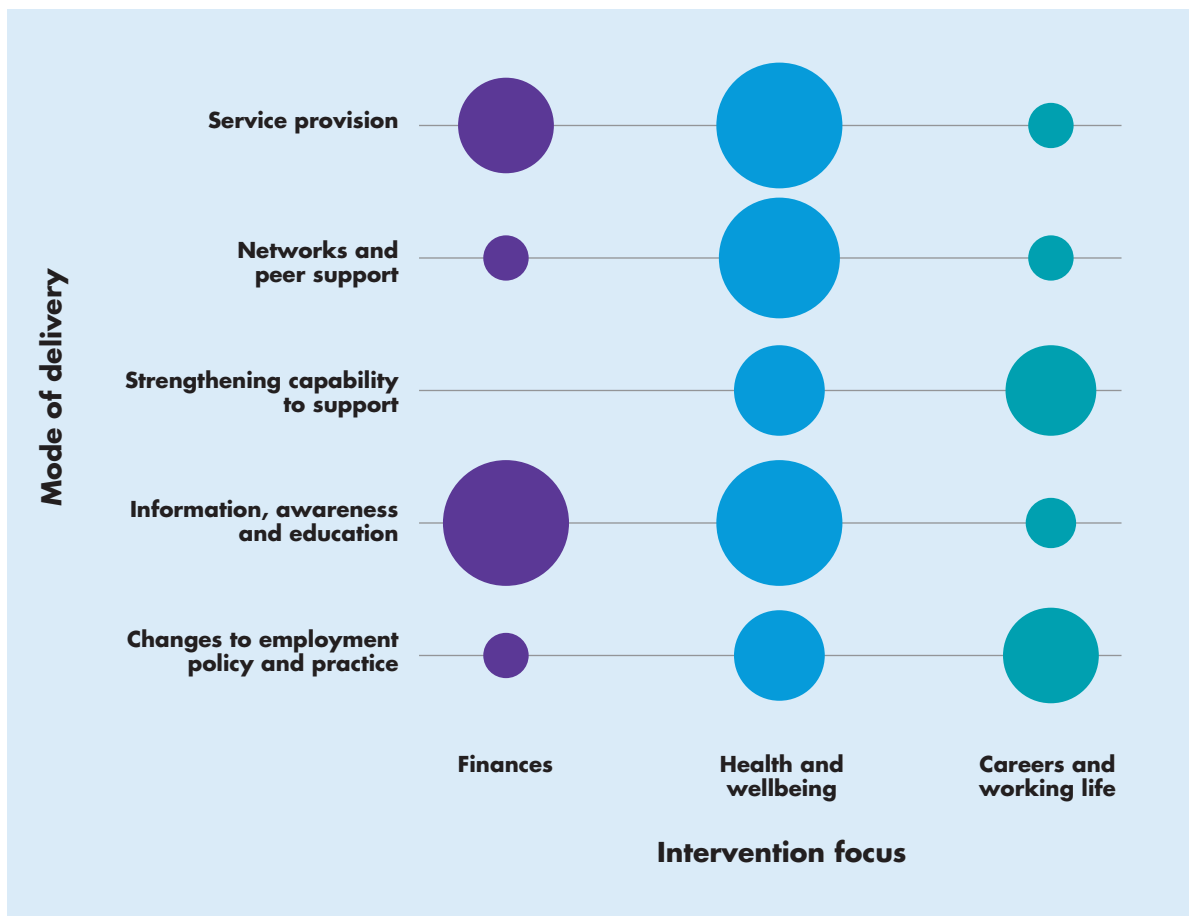 Service provision
Networks and
peer support
Strengthening capability
to support
Information, awareness
and education
Changes to employment
policy and practice
Mode of delivery
Finances
Health and
wellbeing
Careers and
working life
Intervention focus